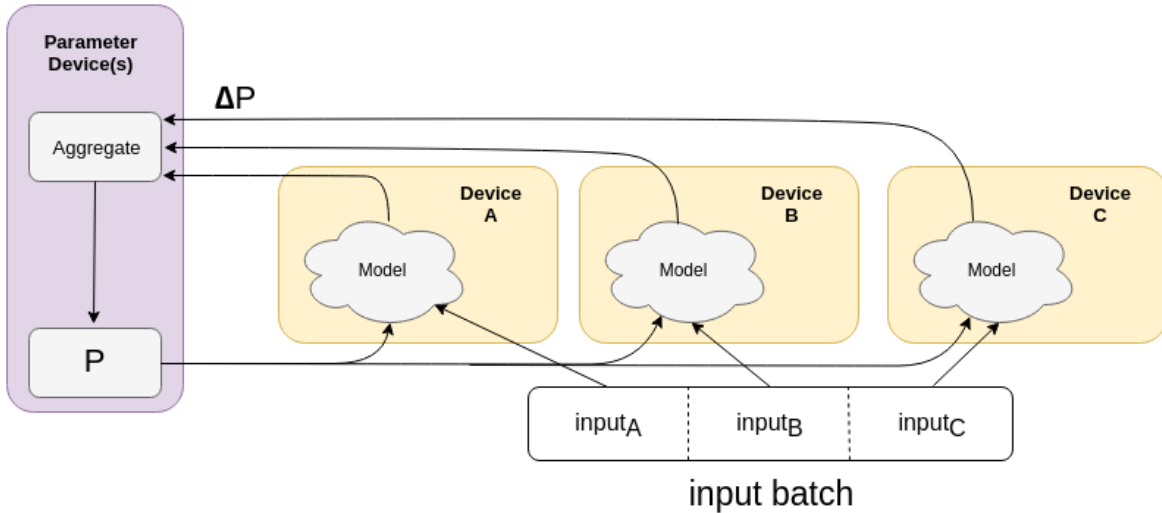 Parameter
Device(s)
ΔP
Aggregate
P
Device
A
Model
Device
B
Model
Device
C
Model
inputA
inputB
inputC
input batch